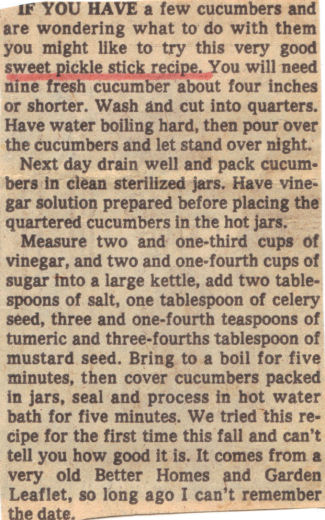 IF YOU HAVE a few cucumbers and
are wondering what to do with them
you might like to try this very good
sweet pickle stick recipe. You will need
nine fresh cucumber about four inches
or shorter. Wash and cut into quarters.
Have water boiling hard, then pour over
the cucumbers and let stand over night.
Next day drain well and pack cucum-
bers in clean sterilized jars. Have vine-
gar solution prepared before placing the
quartered cucumbers in the hot jars.
Measure two and one-third cups of
vinegar, and two and one-fourth cups of
sugar into a large kettle, add two table-
spoons of salt, one tablespoon of celery
seed, three and one-fourth teaspoons of
tumeric and three-fourths tablespoon of
mustard seed. Bring to a boil for five
minutes, then cover cucumbers packed
in jars, seal and process in hot water
bath for five minutes. We tried this re-
cipe for the first time this fall and can't
tell you how good it is. It comes from a
very old Better Homes and Garden
Leaflet, so long ago I can't remember
the date.